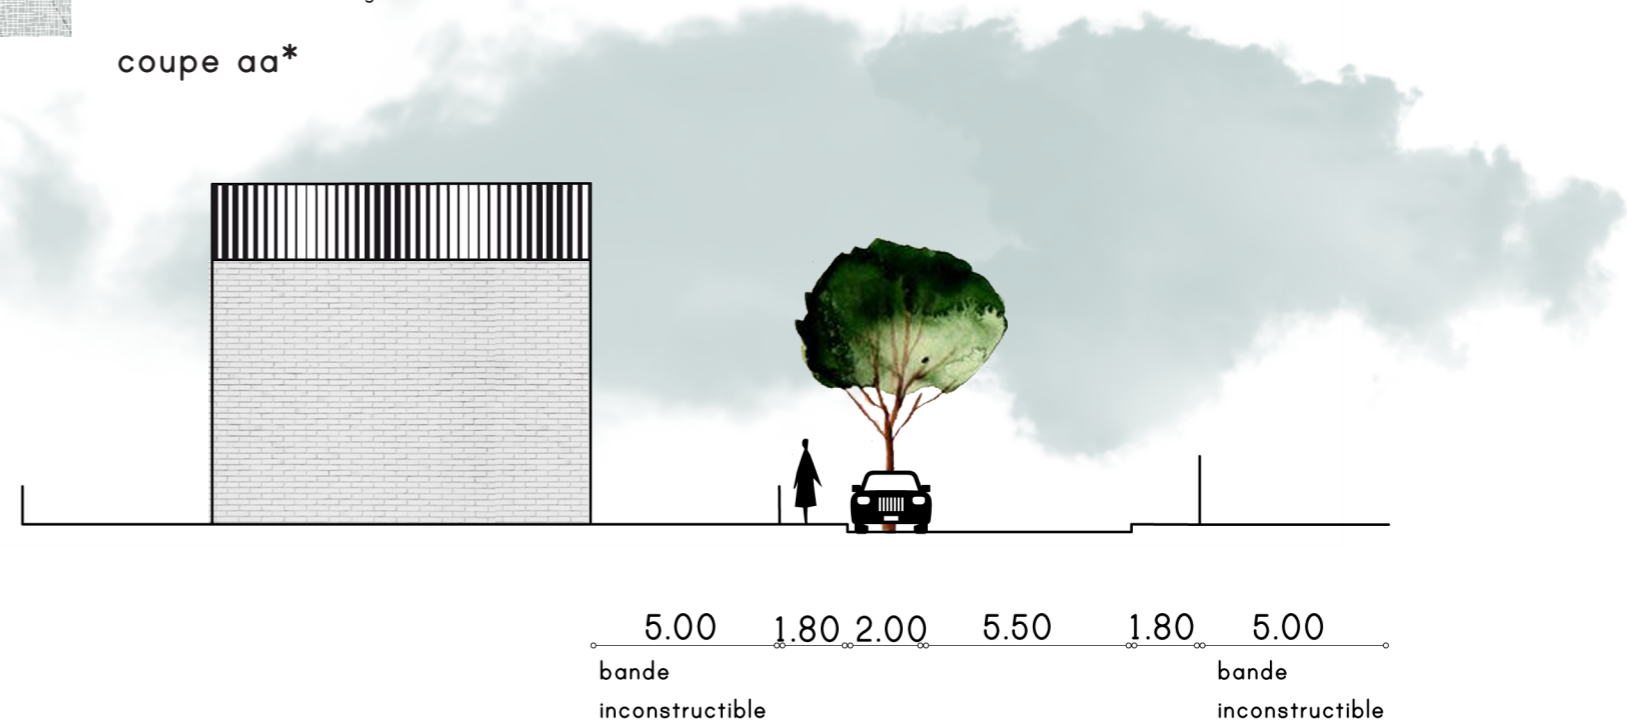 coupe aa*
5.00 1.80 2.00 5.50 1.80 5.00
bande
inconstructible
bande
inconstructible